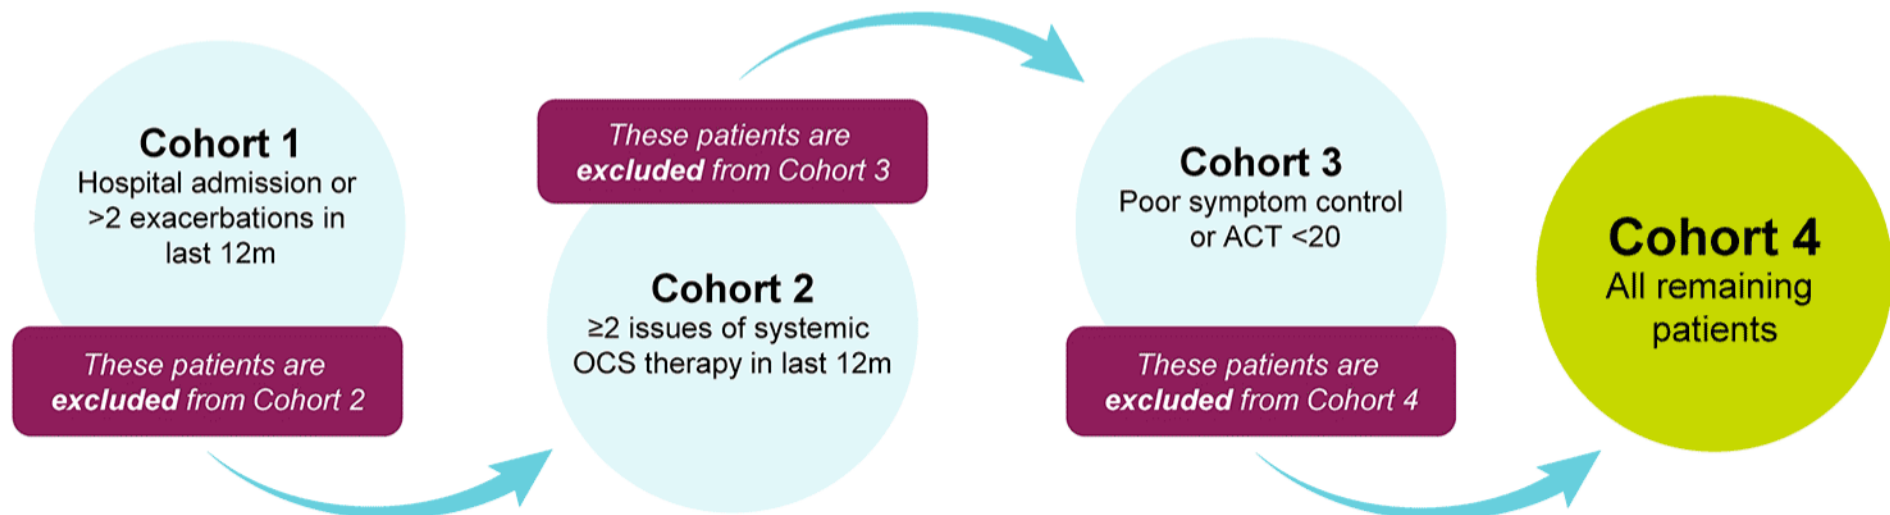 Cohort 1
Hospital admission or
>2 exacerbations in
last 12m
These patients are
excluded from Cohort 2
These patients are
excluded from Cohort 3
Cohort 2
≥2 issues of systemic
OCS therapy in last 12m
Cohort 3
Poor symptom control
or ACT <20
These patients are
excluded from Cohort 4
Cohort 4
All remaining
patients